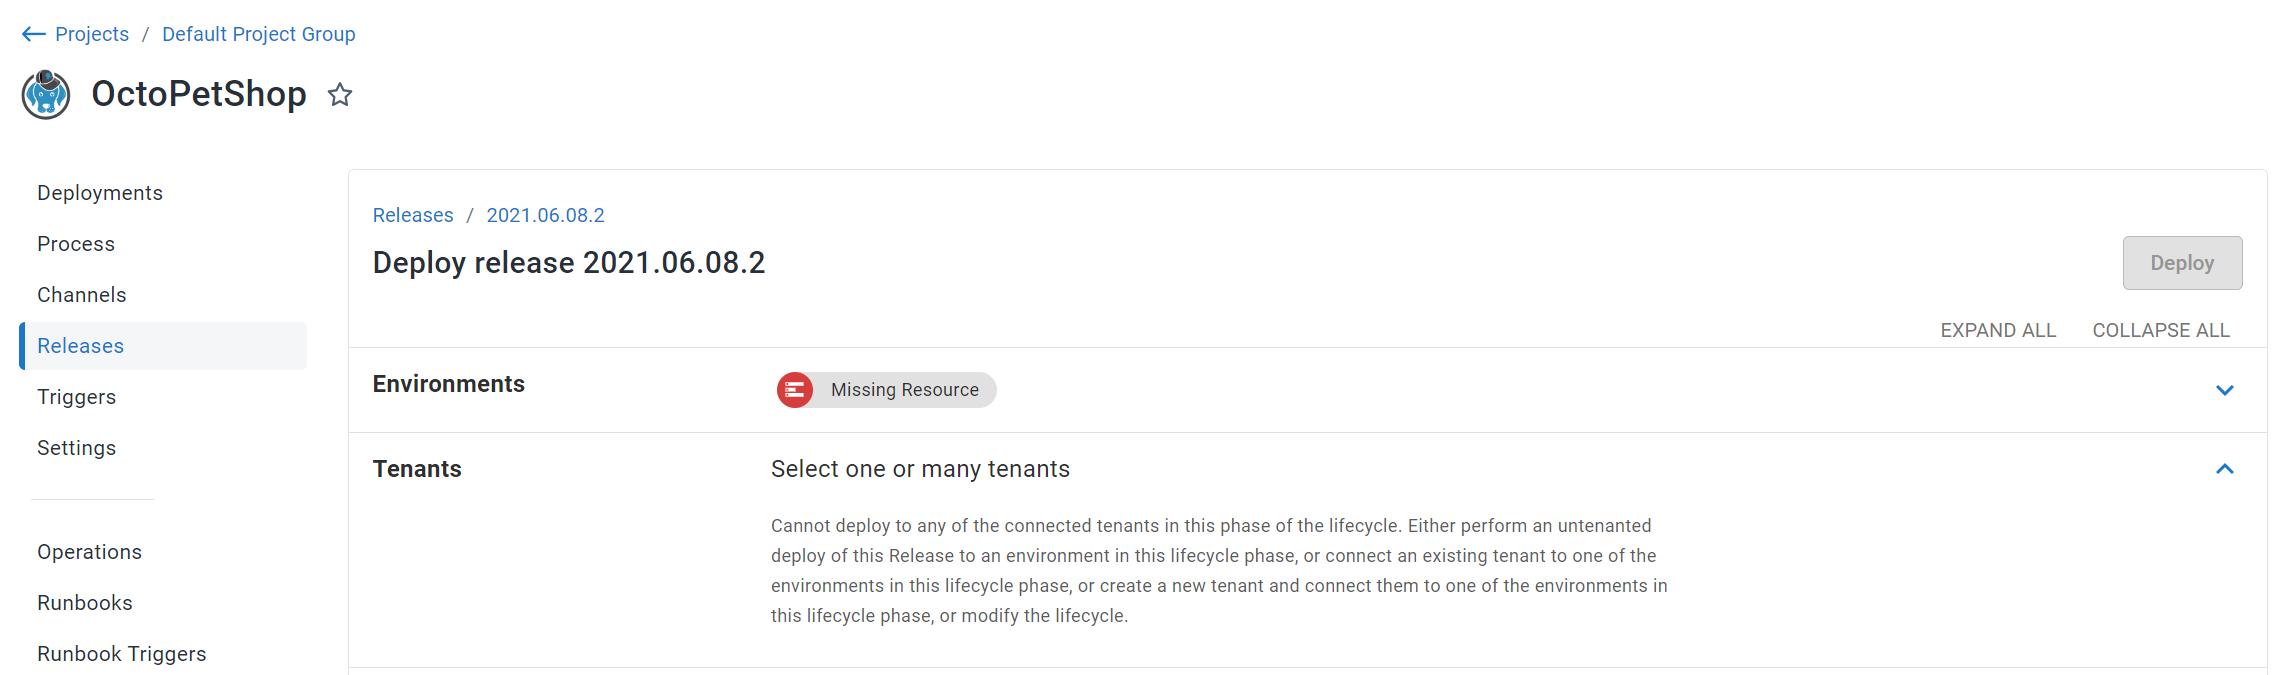 Projects / Default Project Group
OctoPetShop
Deployments
Process
Channels
Releases
Triggers
Settings
Operations
Runbooks
Runbook Triggers
Releases / 2021.06.08.2
Deploy release 2021.06.08.2
Deploy
EXPAND ALL COLLAPSE ALL
Environments Missing Resource
Tenants Select one or many tenants
Cannot deploy to any of the connected tenants in this phase of the lifecycle. Either perform an untenanted
deploy of this Release to an environment in this lifecycle phase, or connect an existing tenant to one of the
environments in this lifecycle phase, or create a new tenant and connect them to one of the environments in
this lifecycle phase, or modify the lifecycle.